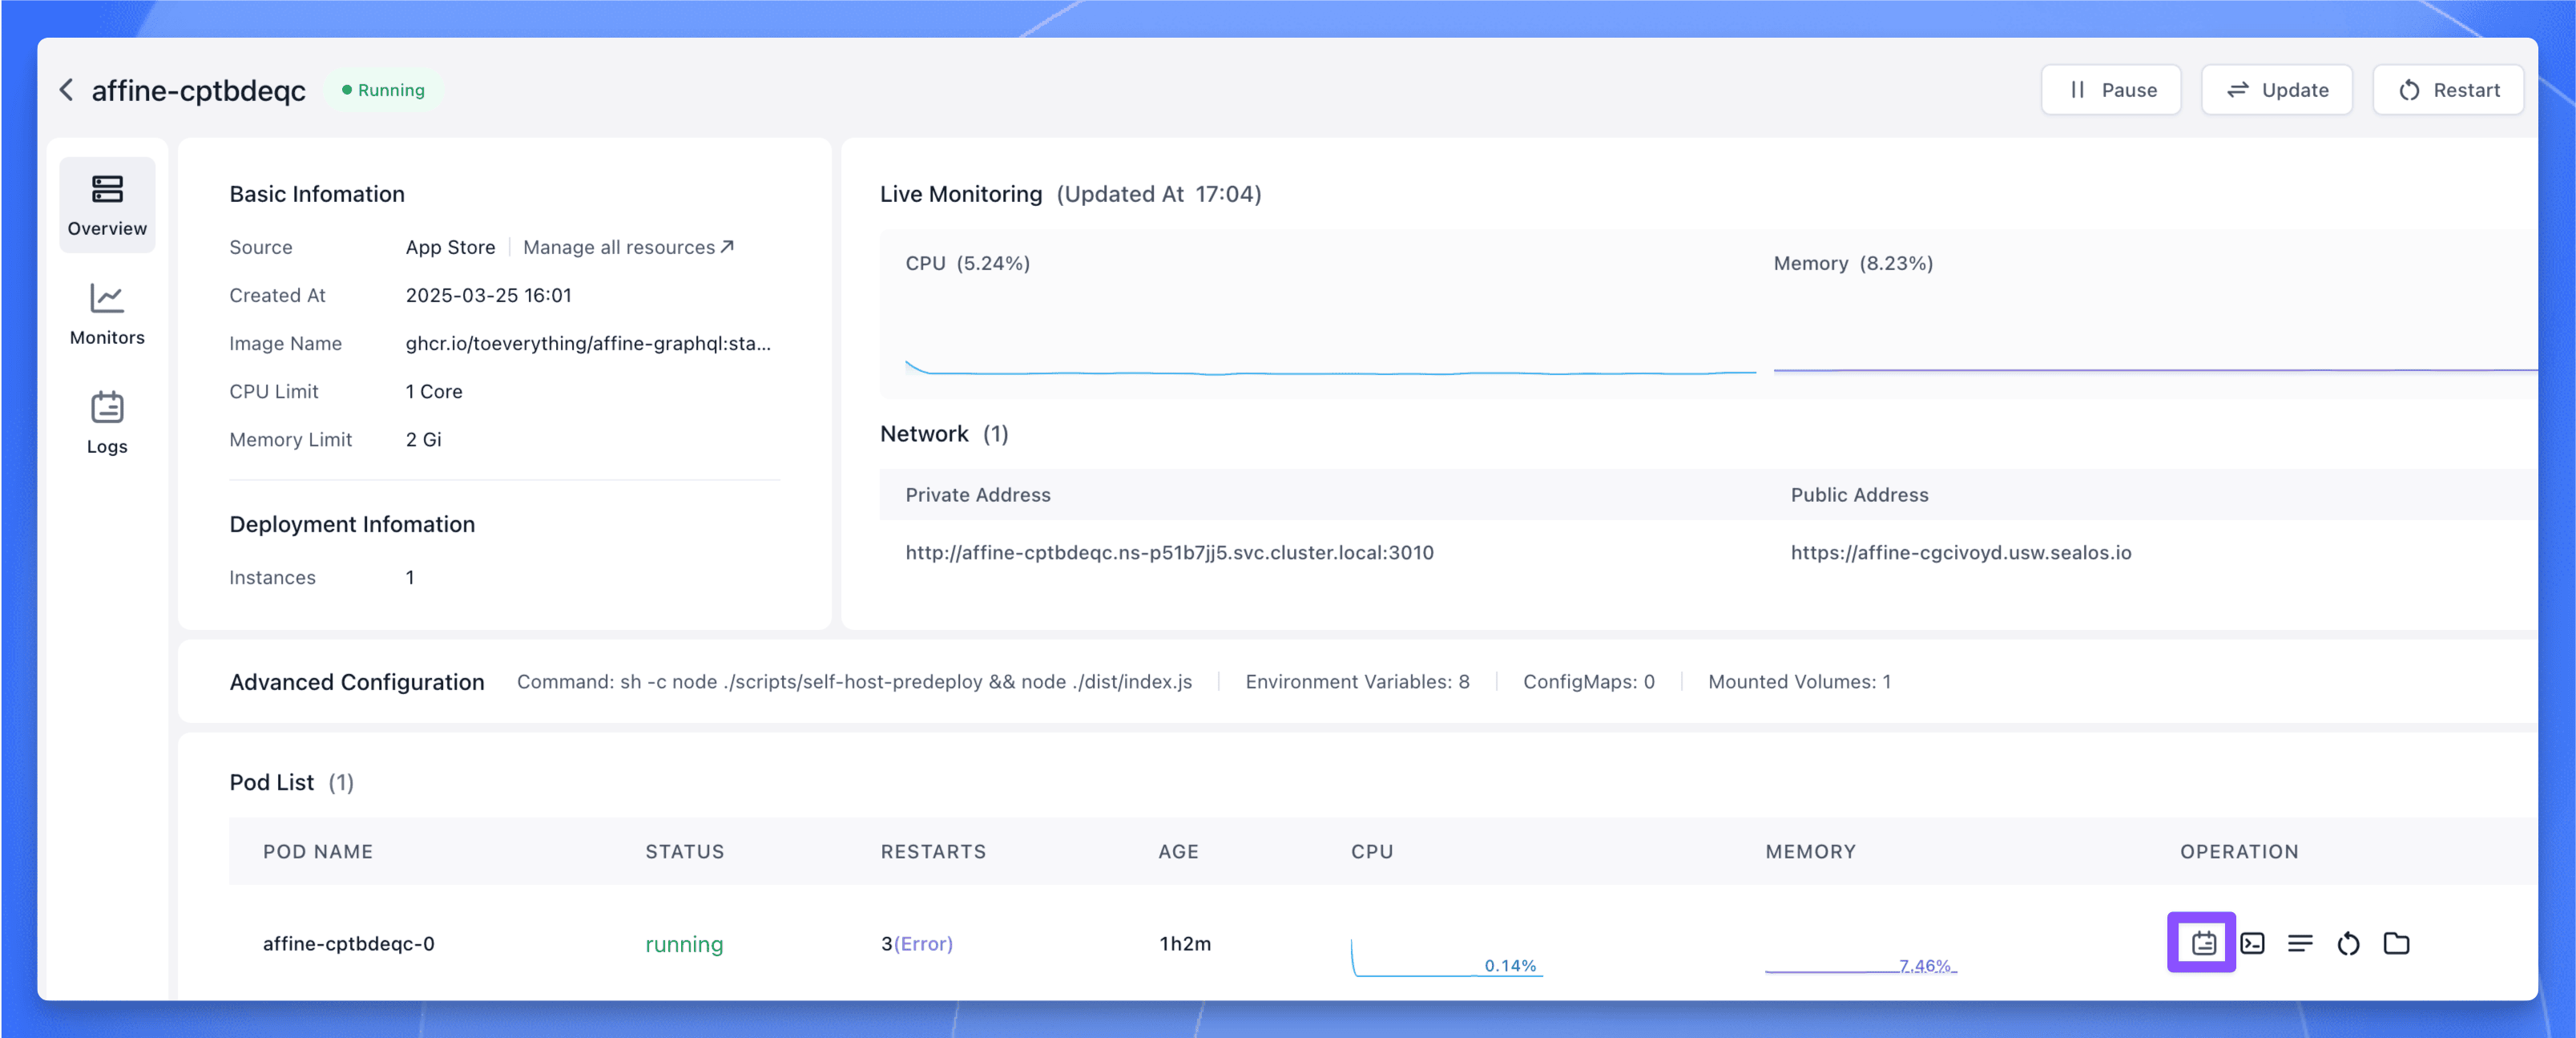 affine-cptbdeqc Running Pause Update Restart
Overview
Monitors
Logs
Basic Infomation
Source App Store Manage all resources
Created At 2025-03-25 16:01
Image Name ghcr.io/toeverything/affine-graphql:sta...
CPU Limit 1 Core
Memory Limit 2 Gi
Deployment Infomation
Instances 1
Live Monitoring (Updated At 17:04)
CPU (5.24%) Memory (8.23%)
Network (1)
Private Address Public Address
http://affine-cptbdeqc.ns-p51b7jj5.svc.cluster.local:3010 https://affine-cgcivoyd.usw.sealos.io
Advanced Configuration Command: sh -c node ./scripts/self-host-predeploy && node ./dist/index.js Environment Variables: 8 ConfigMaps: 0 Mounted Volumes: 1
Pod List (1)
POD NAME STATUS RESTARTS AGE CPU MEMORY OPERATION
affine-cptbdeqc-0 running 3(Error) 1h2m 0.14% 7.46%